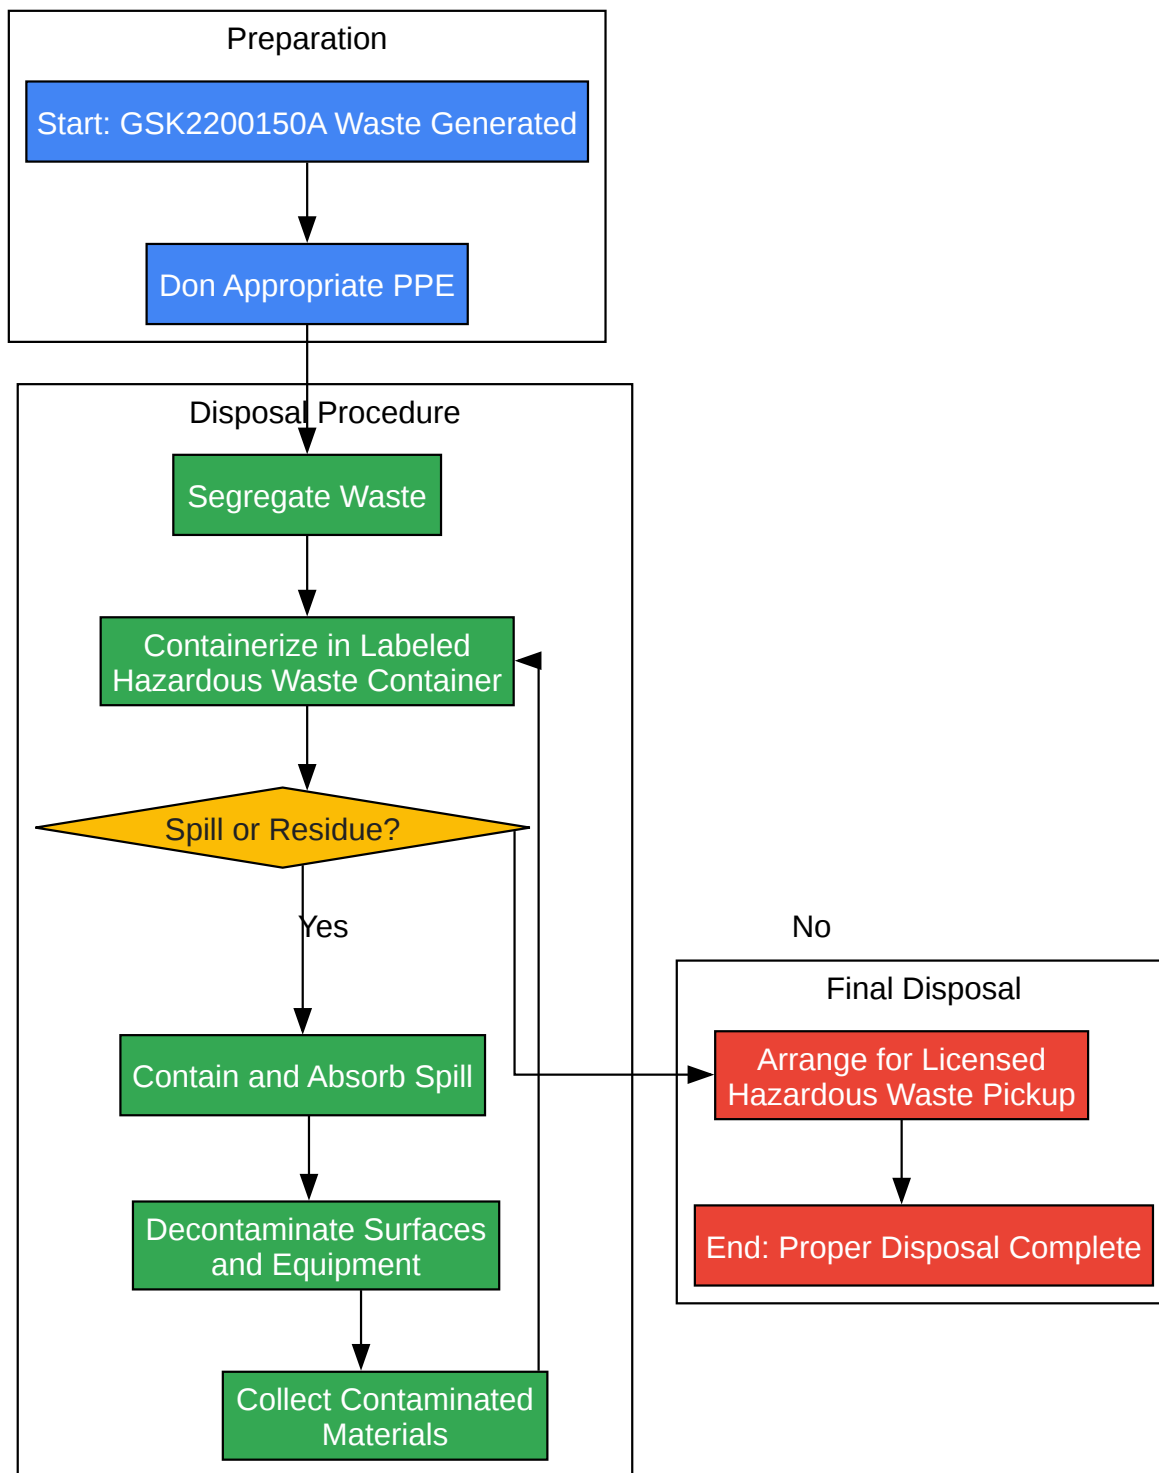 Preparation
Start: GSK2200150A Waste Generated
Don Appropriate PPE
Disposal Procedure
Segregate Waste
Containerize in Labeled
Hazardous Waste Container
Spill or Residue?
Yes
No
Contain and Absorb Spill
Decontaminate Surfaces
and Equipment
Collect Contaminated
Materials
Final Disposal
Arrange for Licensed
Hazardous Waste Pickup
End: Proper Disposal Complete